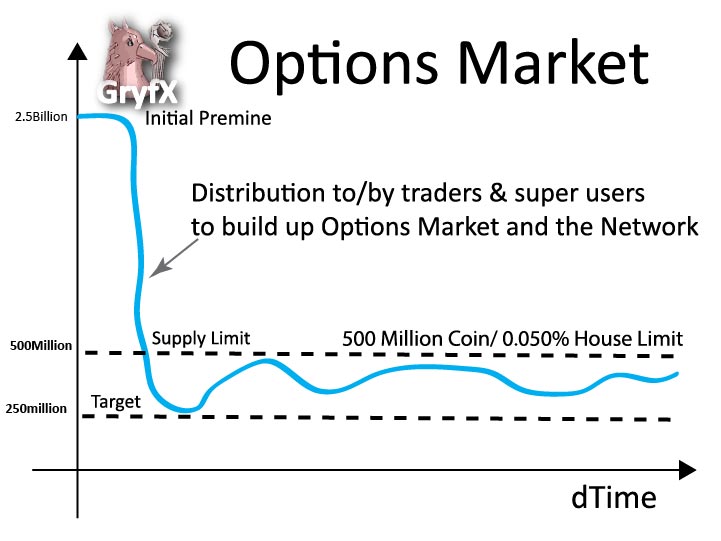 Options Market
GryfX
2.5Billion
Initial Premine
Distribution to/by traders & super users
to build up Options Market and the Network
500Million
Supply Limit
500 Million Coin/ 0.050% House Limit
250million
Target
dTime